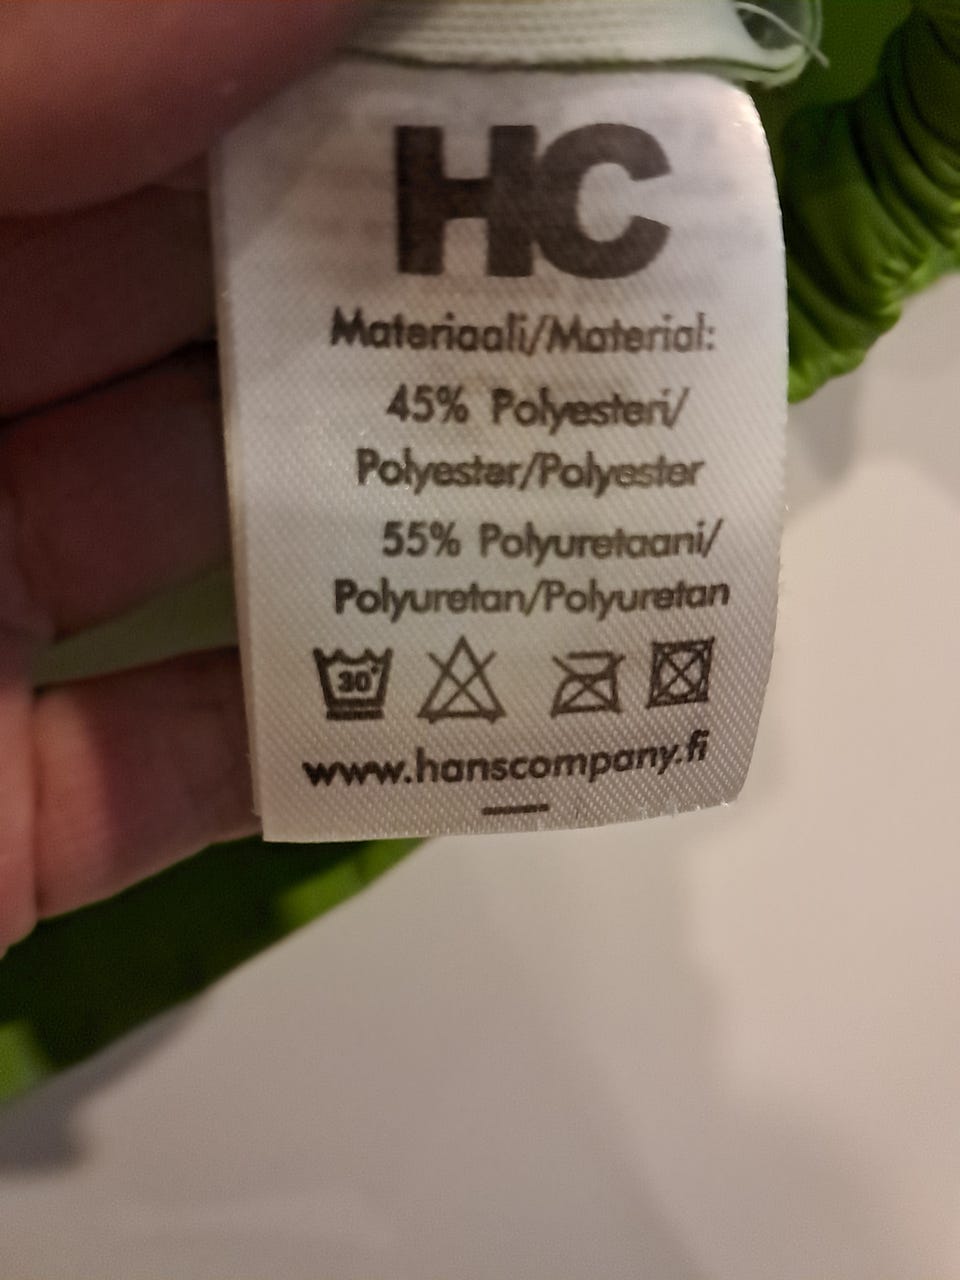 HC
Materiaali/Material:
45% Polyesteri/
Polyester/Polyester
55% Polyuretaani/
Polyuretan/Polyuretan
30°
www.hanscompany.fi